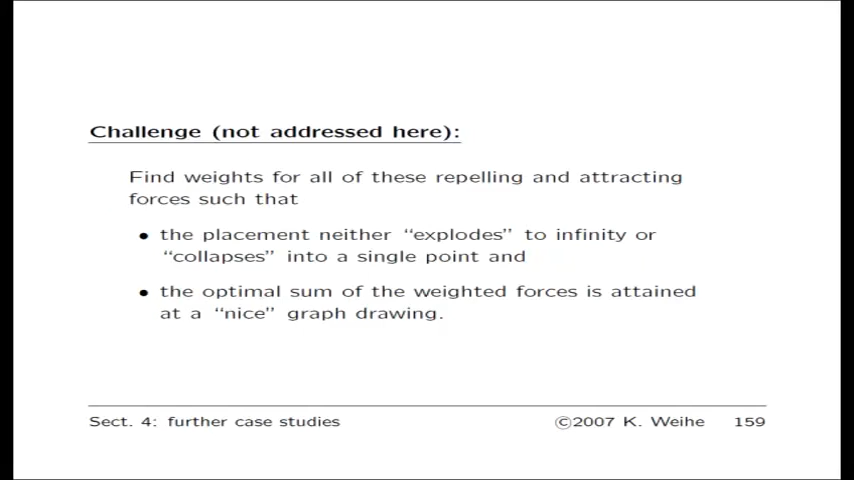 Challenge (not addressed here):
Find weights for all of these repelling and attracting
forces such that
• the placement neither “explodes” to infinity or
“collapses” into a single point and
• the optimal sum of the weighted forces is attained
at a “nice” graph drawing.
Sect. 4: further case studies ©2007 K. Weihe 159